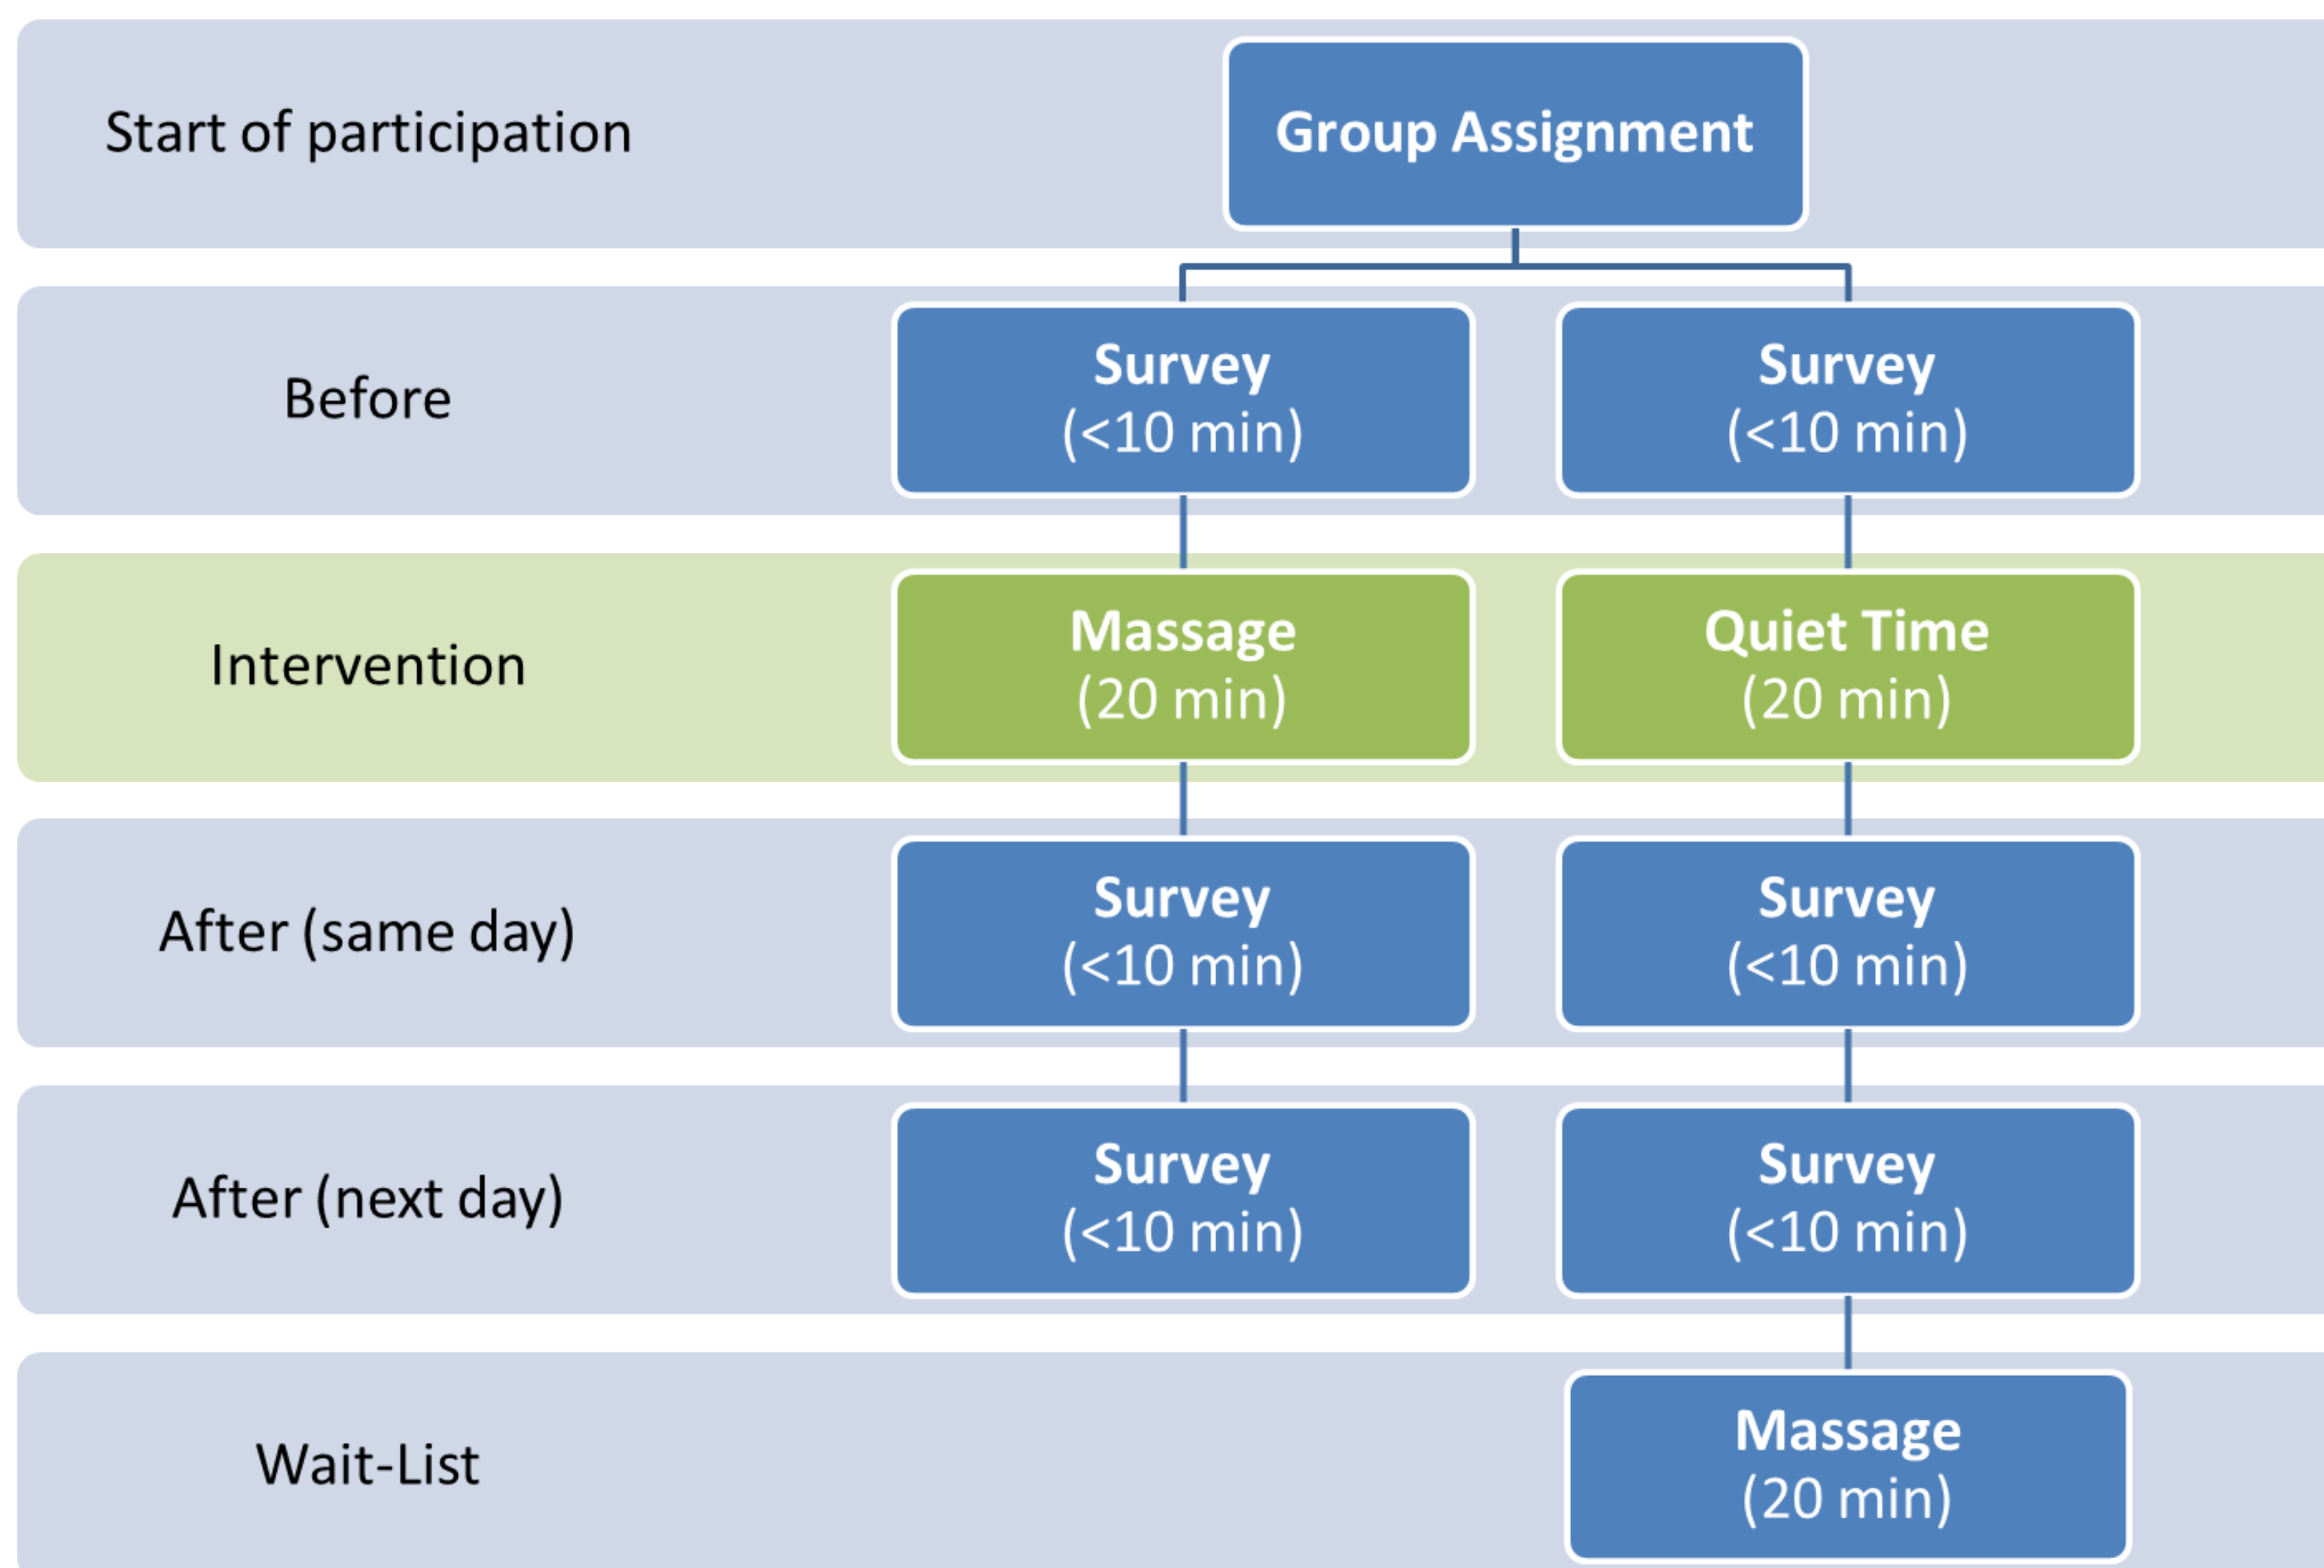 Start of participation
Group Assignment
Before
Survey
(<10 min)
Survey
(<10 min)
Intervention
Massage
(20 min)
Quiet Time
(20 min)
After (same day)
Survey
(<10 min)
Survey
(<10 min)
After (next day)
Survey
(<10 min)
Survey
(<10 min)
Wait-List
Massage
(20 min)